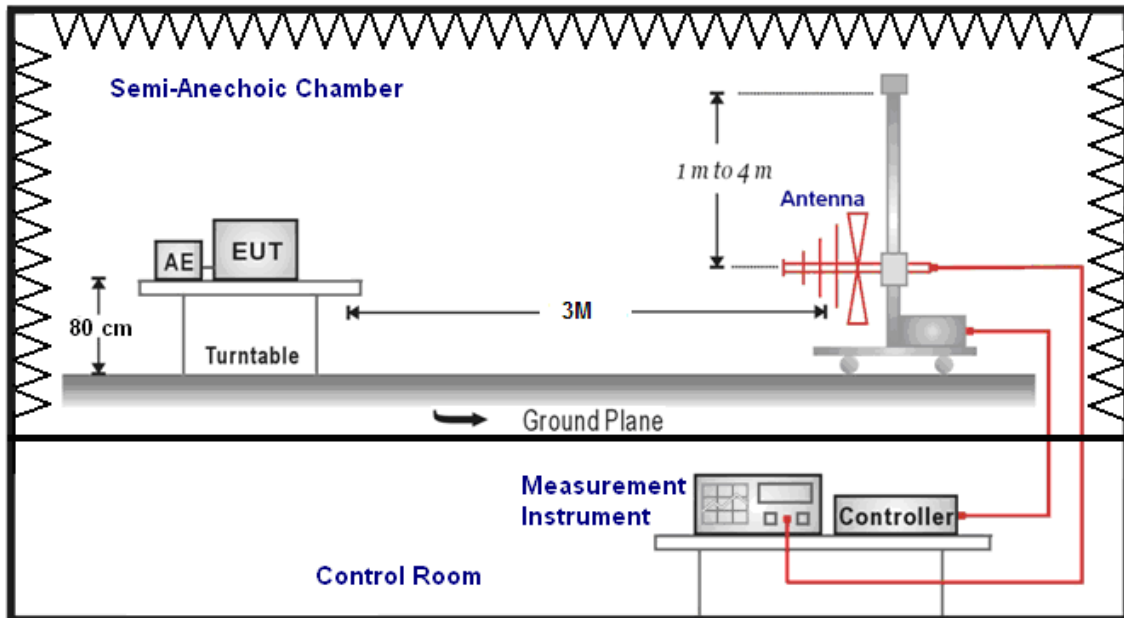 Semi-Anechoic Chamber
1 m to 4 m
Antenna
AE
EUT
80 cm
3M
Turntable
Ground Plane
Measurement
Instrument
Controller
Control Room